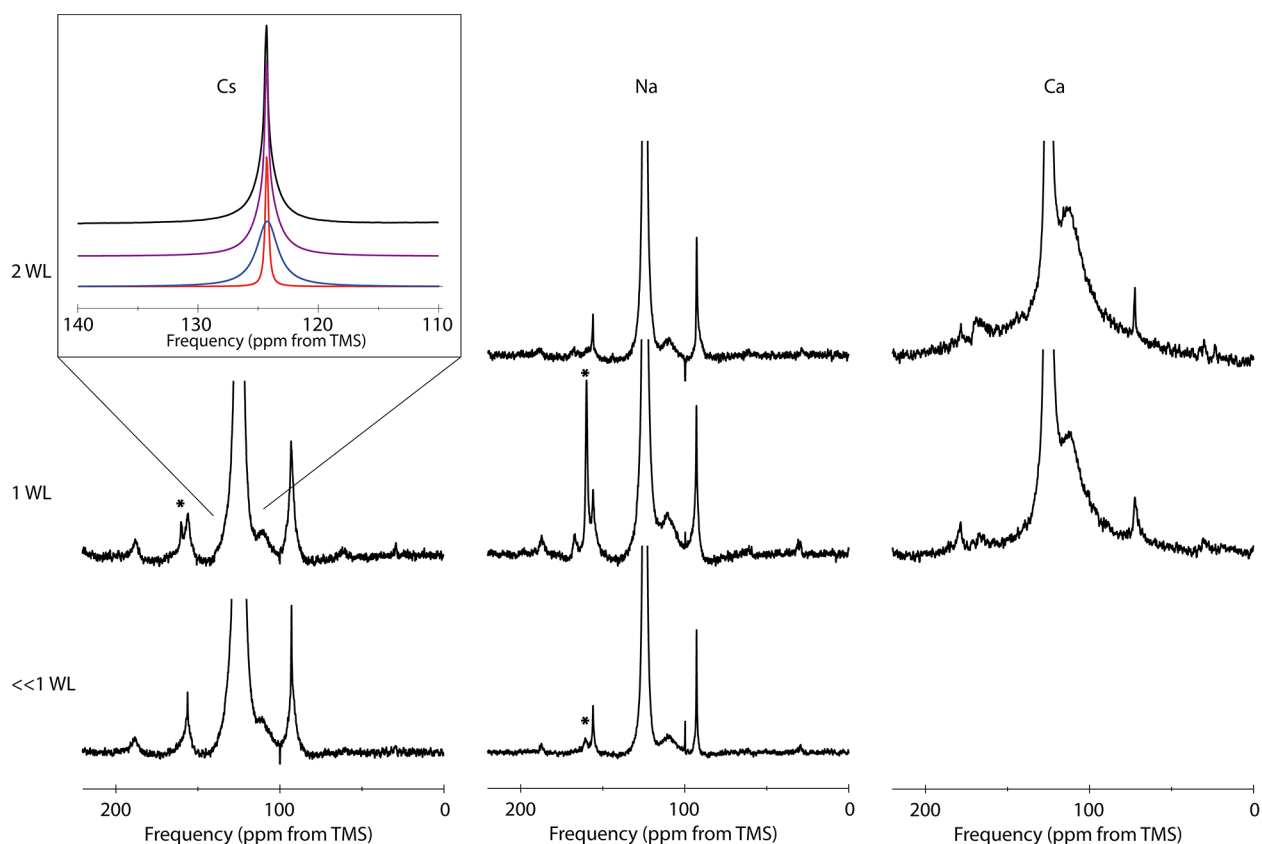 Cs
Na
Ca
2 WL
140 130 120 110
Frequency (ppm from TMS)
*
1 WL
*
<<1 WL
*
200 100 0
200 100 0
200 100 0
Frequency (ppm from TMS)
Frequency (ppm from TMS)
Frequency (ppm from TMS)